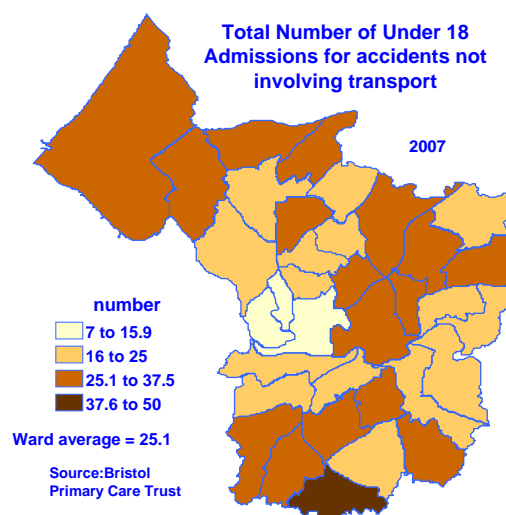 Total Number of Under 18
Admissions for accidents not
involving transport
2007
number
7 to 15.9
16 to 25
25.1 to 37.5
37.6 to 50
Ward average = 25.1
Source:Bristol
Primary Care Trust